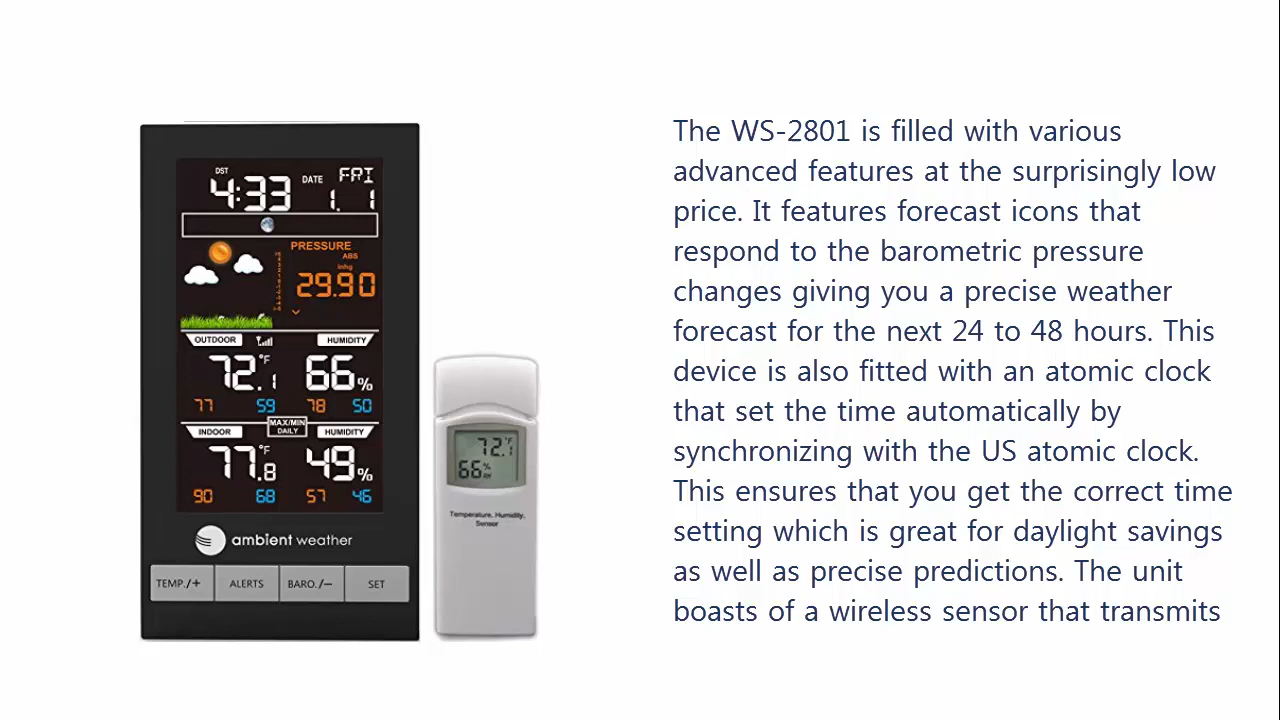 DST
4:33 DATE FRI
1. 1
PRESSURE
ABS
inhg
29.90
OUTDOOR HUMIDITY
72.1 °F 66%
77 59 78 50
MAX/MIN
DAILY
INDOOR HUMIDITY
77.8 °F 49%
90 68 57 46
ambient weather
TEMP./+ ALERTS BARO./− SET
72.1 °F
66%
Temperature, Humidity,
Sensor
The WS-2801 is filled with various
advanced features at the surprisingly low
price. It features forecast icons that
respond to the barometric pressure
changes giving you a precise weather
forecast for the next 24 to 48 hours. This
device is also fitted with an atomic clock
that set the time automatically by
synchronizing with the US atomic clock.
This ensures that you get the correct time
setting which is great for daylight savings
as well as precise predictions. The unit
boasts of a wireless sensor that transmits